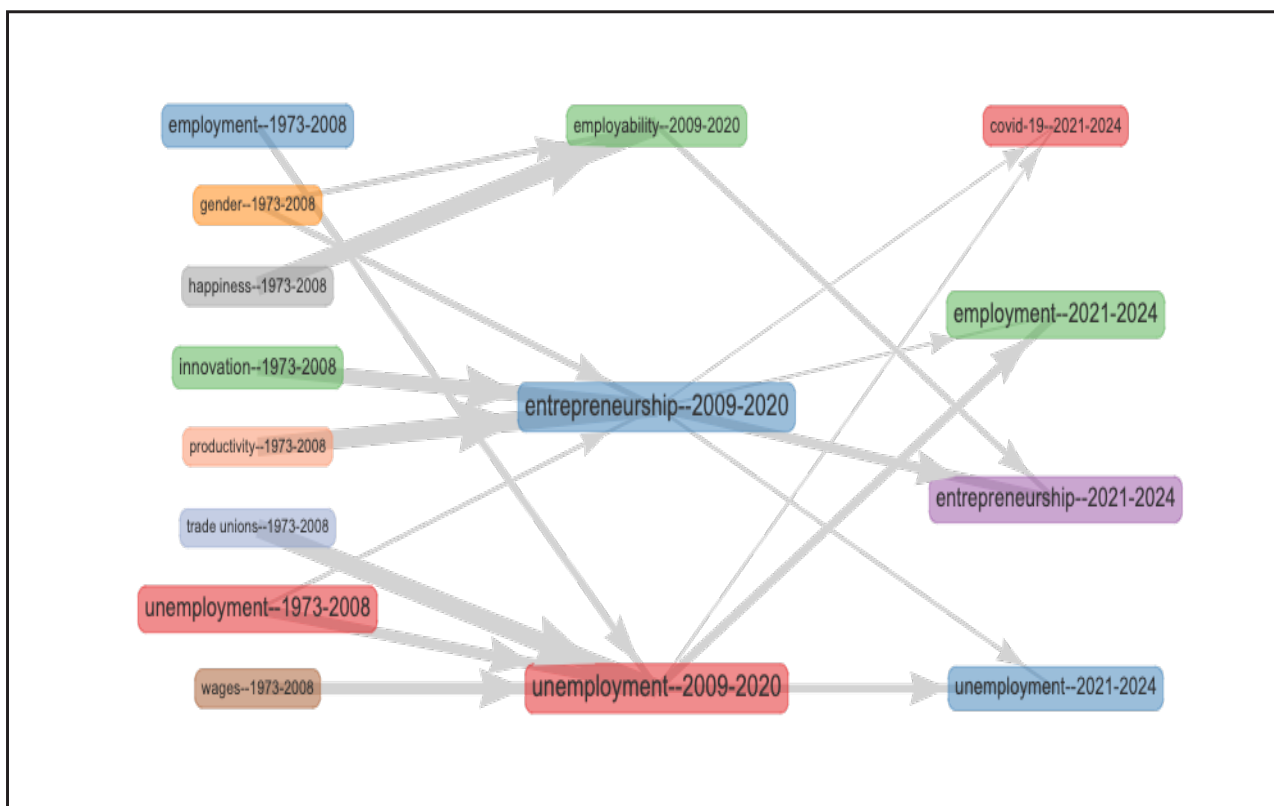 employment--1973-2008
gender--1973-2008
happiness--1973-2008
innovation--1973-2008
productivity--1973-2008
trade unions--1973-2008
unemployment--1973-2008
wages--1973-2008
employability--2009-2020
entrepreneurship--2009-2020
unemployment--2009-2020
covid-19--2021-2024
employment--2021-2024
entrepreneurship--2021-2024
unemployment--2021-2024